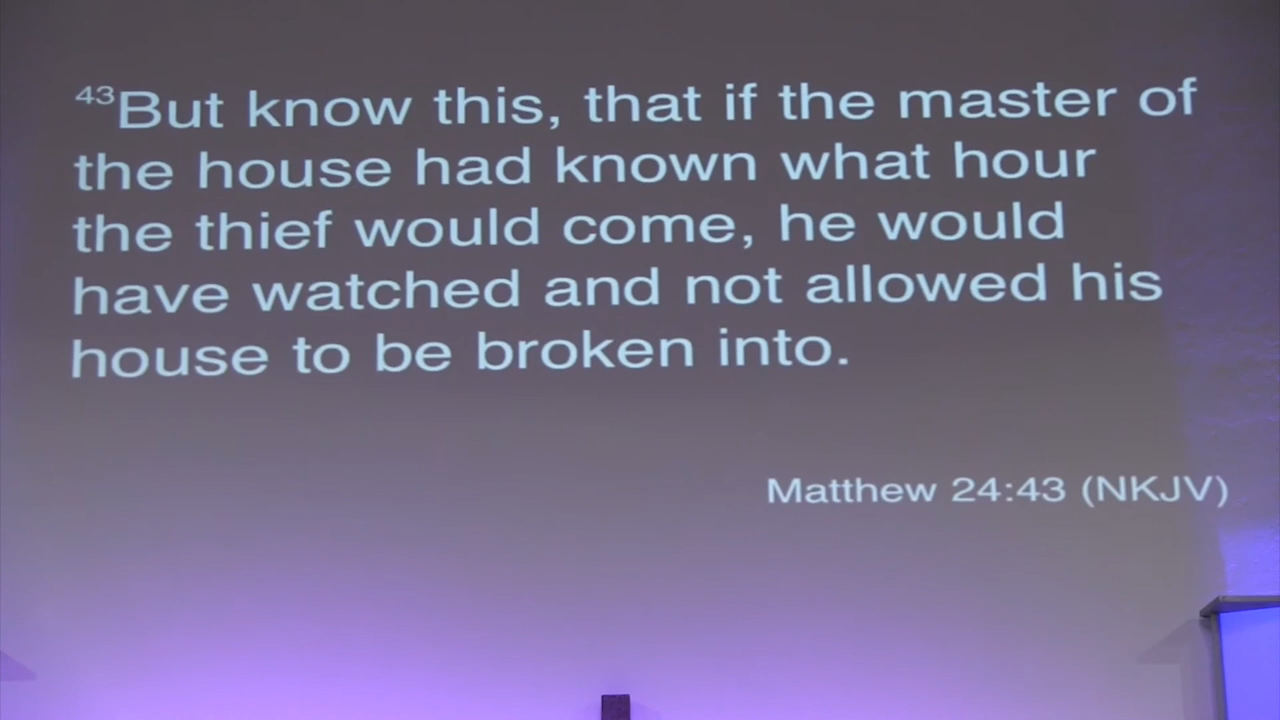 43But know this, that if the master of
the house had known what hour
the thief would come, he would
have watched and not allowed his
house to be broken into.
Matthew 24:43 (NKJV)